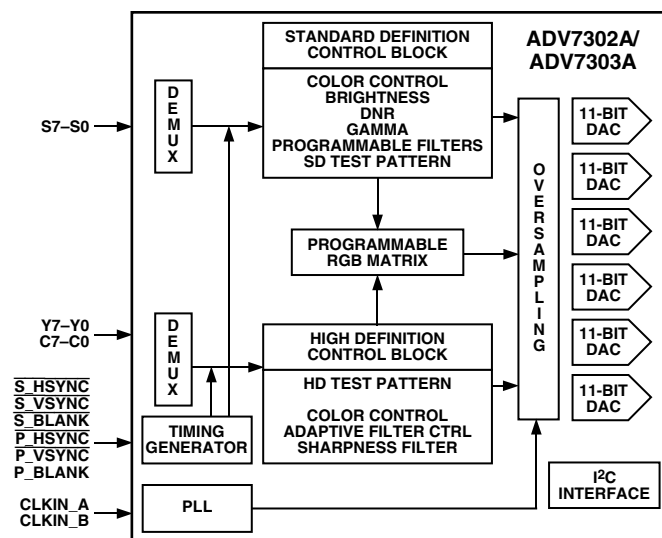 ADV7302A/
ADV7303A
STANDARD DEFINITION
CONTROL BLOCK
COLOR CONTROL
BRIGHTNESS
DNR
GAMMA
PROGRAMMABLE FILTERS
SD TEST PATTERN
DEMUX
S7–S0
PROGRAMMABLE
RGB MATRIX
OVERSAMPLING
11-BIT
DAC
11-BIT
DAC
11-BIT
DAC
11-BIT
DAC
11-BIT
DAC
11-BIT
DAC
Y7–Y0
C7–C0
DEMUX
HIGH DEFINITION
CONTROL BLOCK
HD TEST PATTERN
COLOR CONTROL
ADAPTIVE FILTER CTRL
SHARPNESS FILTER
S_HSYNC
S_VSYNC
S_BLANK
P_HSYNC
P_VSYNC
P_BLANK
TIMING
GENERATOR
CLKIN_A
CLKIN_B
PLL
I²C
INTERFACE